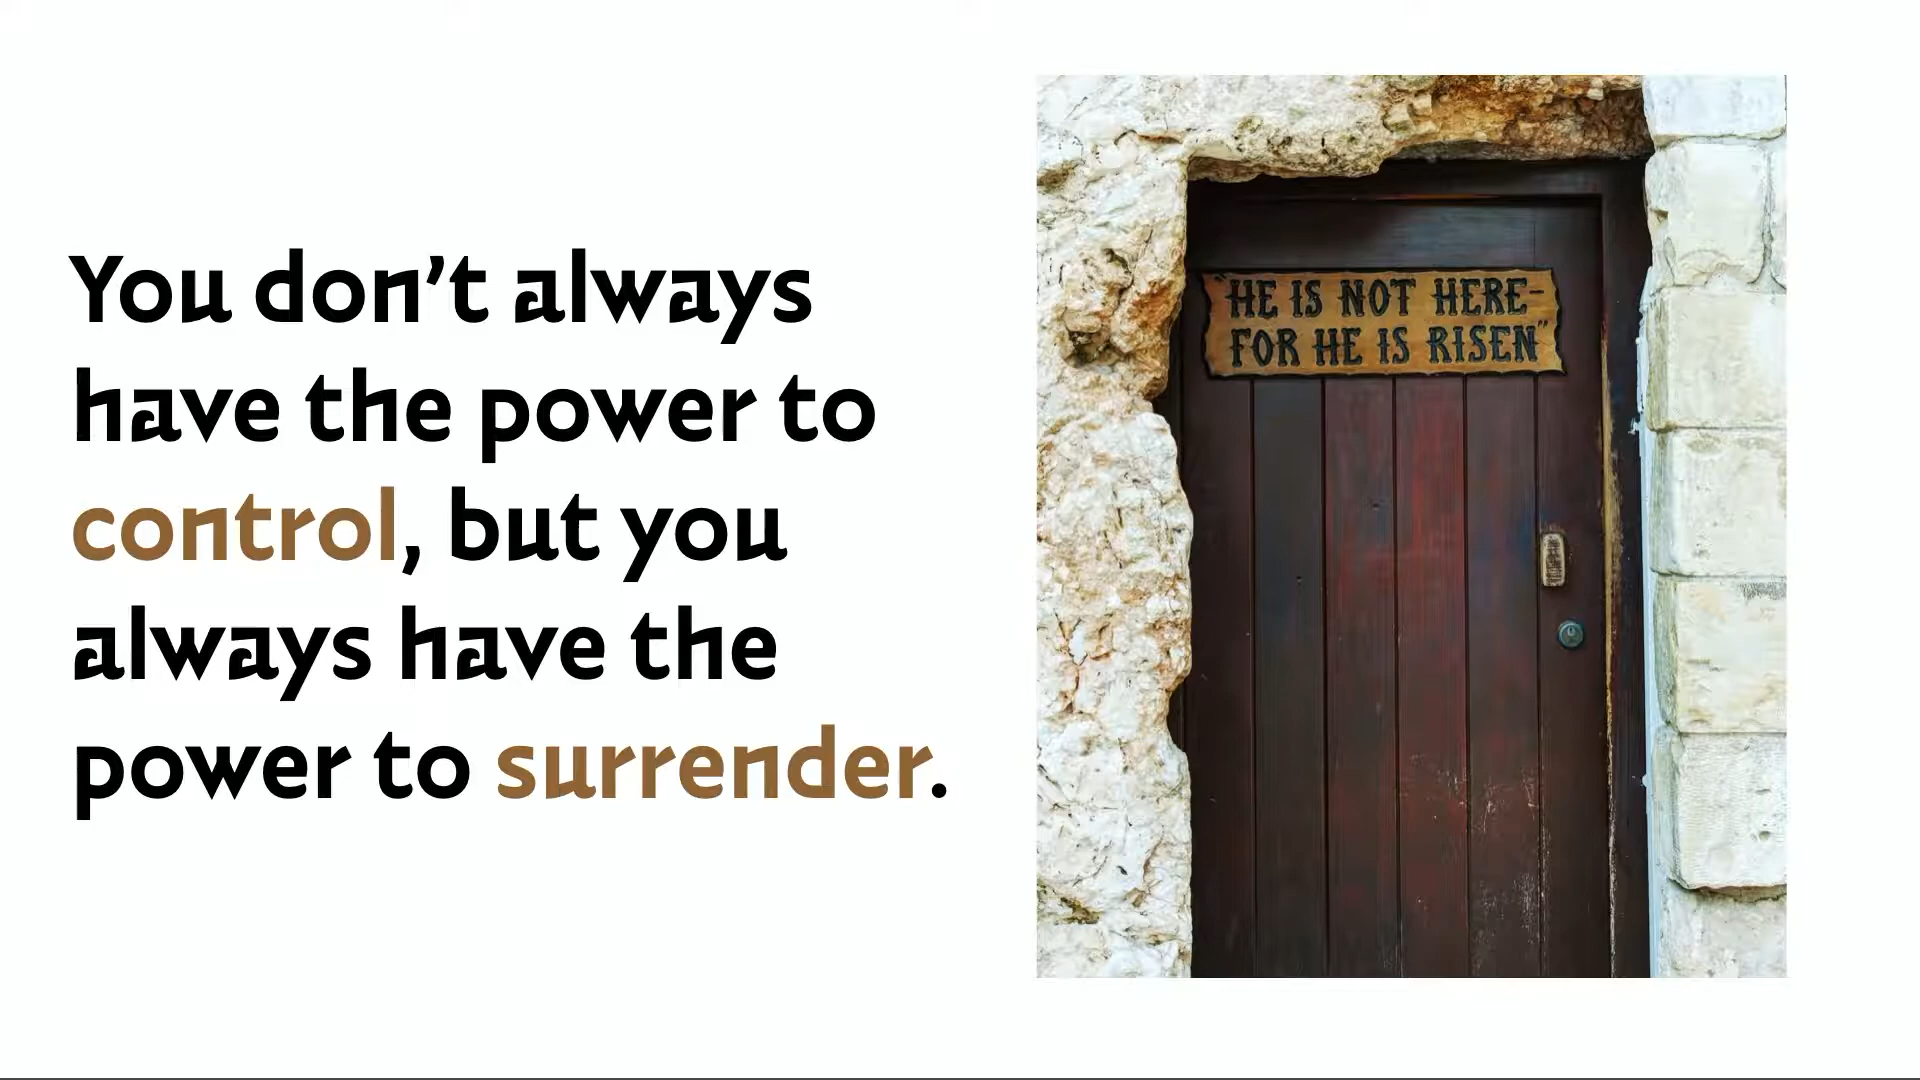 You don’t always
have the power to
control, but you
always have the
power to surrender.
"HE IS NOT HERE-
FOR HE IS RISEN"